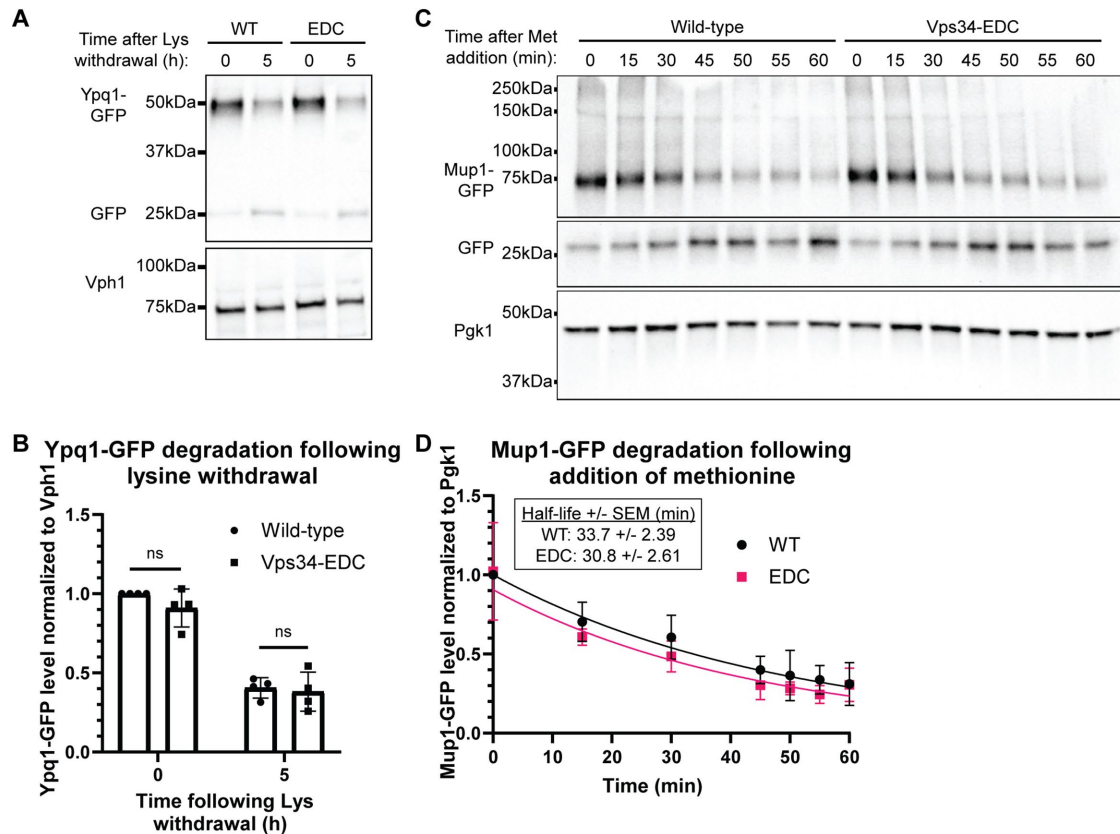 A
Time after Lys
withdrawal (h):
WT
EDC
0 5 0 5
Ypq1-
GFP
50kDa
37kDa
GFP
25kDa
100kDa
Vph1
75kDa
C
Time after Met
addition (min):
Wild-type
Vps34-EDC
0 15 30 45 50 55 60 0 15 30 45 50 55 60
250kDa
150kDa
100kDa
Mup1-
GFP
75kDa
GFP
25kDa
50kDa
Pgk1
37kDa
B
Ypq1-GFP degradation following
lysine withdrawal
Ypq1-GFP level normalized to Vph1
1.5
1.0
0.5
0.0
Wild-type
Vps34-EDC
ns
ns
0 5
Time following Lys
withdrawal (h)
D
Mup1-GFP degradation following
addition of methionine
Mup1-GFP level normalized to Pgk1
1.5
1.0
0.5
0.0
Half-life +/- SEM (min)
WT: 33.7 +/- 2.39
EDC: 30.8 +/- 2.61
WT
EDC
0 10 20 30 40 50 60
Time (min)